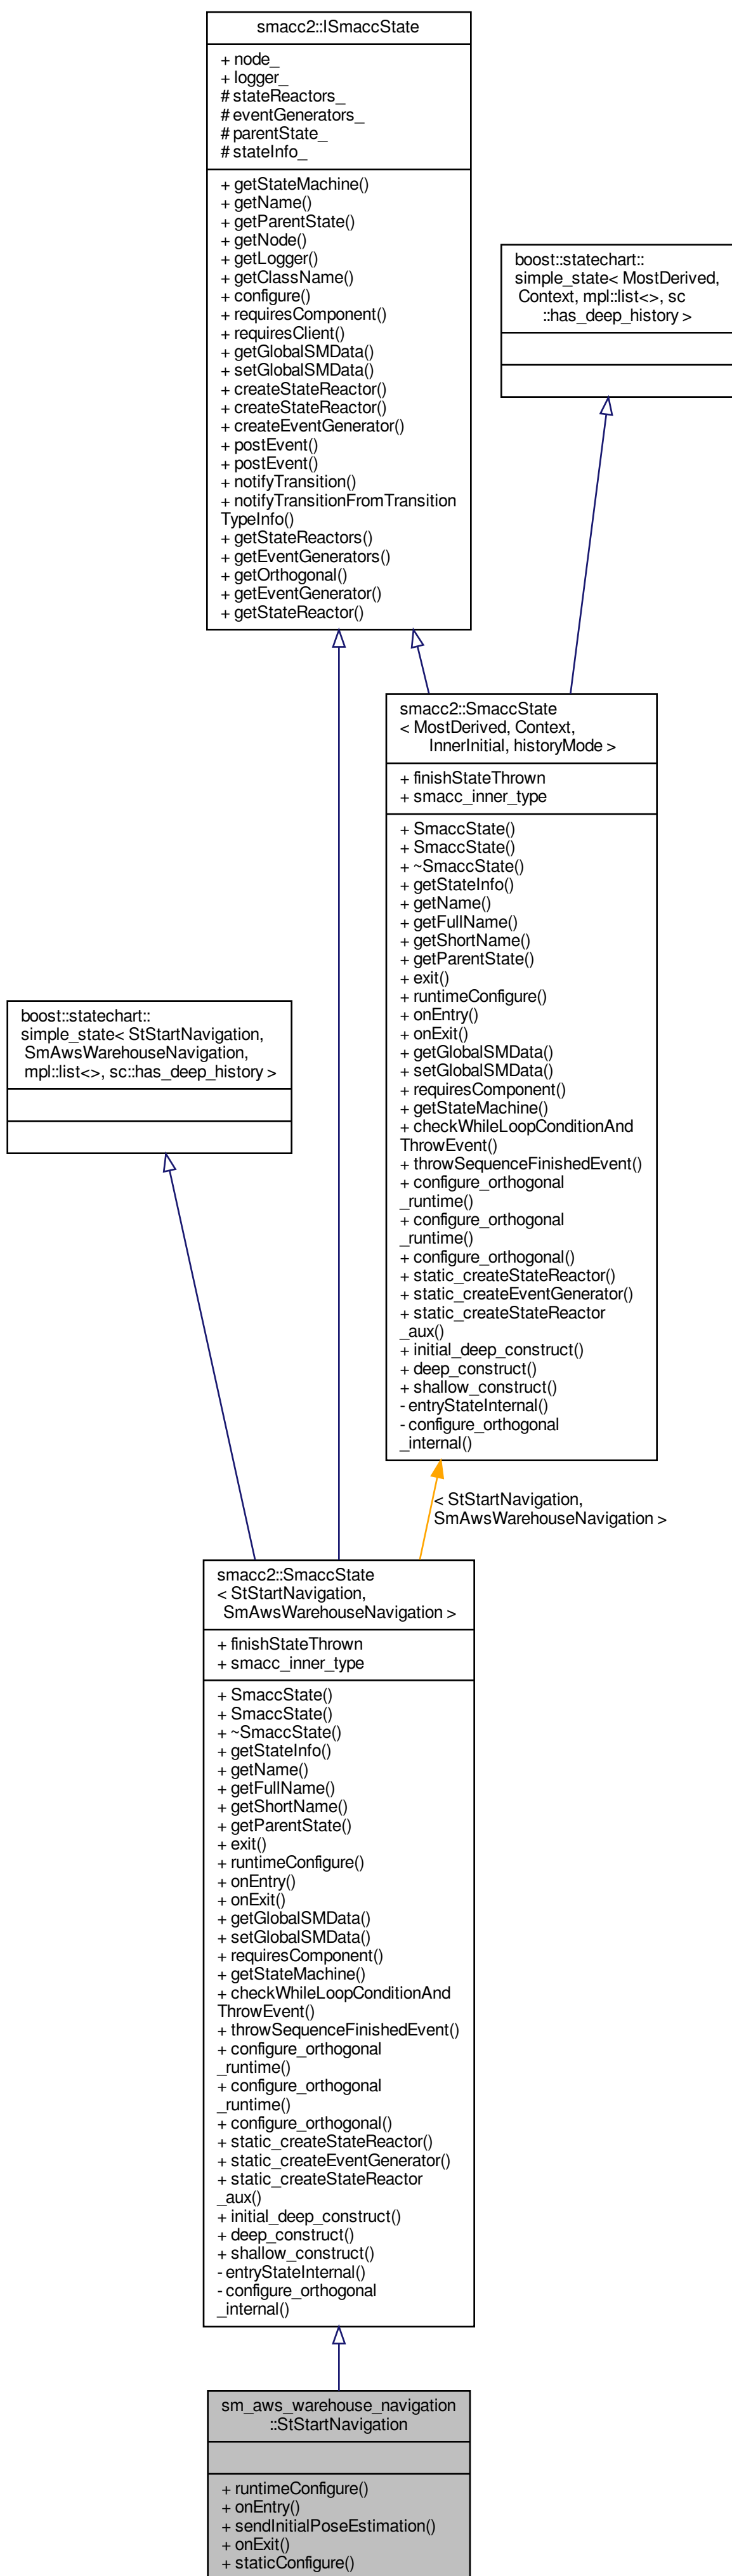 smacc2::ISmaccState
+ node_
+ logger_
# stateReactors_
# eventGenerators_
# parentState_
# stateInfo_
+ getStateMachine()
+ getName()
+ getParentState()
+ getNode()
+ getLogger()
+ getClassName()
+ configure()
+ requiresComponent()
+ requiresClient()
+ getGlobalSMData()
+ setGlobalSMData()
+ createStateReactor()
+ createStateReactor()
+ createEventGenerator()
+ postEvent()
+ postEvent()
+ notifyTransition()
+ notifyTransitionFromTransition
TypeInfo()
+ getStateReactors()
+ getEventGenerators()
+ getOrthogonal()
+ getEventGenerator()
+ getStateReactor()
boost::statechart::
simple_state< MostDerived,
Context, mpl::list<>, sc
::has_deep_history >
smacc2::SmaccState
< MostDerived, Context,
InnerInitial, historyMode >
+ finishStateThrown
+ smacc_inner_type
+ SmaccState()
+ SmaccState()
+ ~SmaccState()
+ getStateInfo()
+ getName()
+ getFullName()
+ getShortName()
+ getParentState()
+ exit()
+ runtimeConfigure()
+ onEntry()
+ onExit()
+ getGlobalSMData()
+ setGlobalSMData()
+ requiresComponent()
+ getStateMachine()
+ checkWhileLoopConditionAnd
ThrowEvent()
+ throwSequenceFinishedEvent()
+ configure_orthogonal
_runtime()
+ configure_orthogonal
_runtime()
+ configure_orthogonal()
+ static_createStateReactor()
+ static_createEventGenerator()
+ static_createStateReactor
_aux()
+ initial_deep_construct()
+ deep_construct()
+ shallow_construct()
- entryStateInternal()
- configure_orthogonal
_internal()
boost::statechart::
simple_state< StStartNavigation,
SmAwsWarehouseNavigation,
mpl::list<>, sc::has_deep_history >
< StStartNavigation,
SmAwsWarehouseNavigation >
smacc2::SmaccState
< StStartNavigation,
SmAwsWarehouseNavigation >
+ finishStateThrown
+ smacc_inner_type
+ SmaccState()
+ SmaccState()
+ ~SmaccState()
+ getStateInfo()
+ getName()
+ getFullName()
+ getShortName()
+ getParentState()
+ exit()
+ runtimeConfigure()
+ onEntry()
+ onExit()
+ getGlobalSMData()
+ setGlobalSMData()
+ requiresComponent()
+ getStateMachine()
+ checkWhileLoopConditionAnd
ThrowEvent()
+ throwSequenceFinishedEvent()
+ configure_orthogonal
_runtime()
+ configure_orthogonal
_runtime()
+ configure_orthogonal()
+ static_createStateReactor()
+ static_createEventGenerator()
+ static_createStateReactor
_aux()
+ initial_deep_construct()
+ deep_construct()
+ shallow_construct()
- entryStateInternal()
- configure_orthogonal
_internal()
sm_aws_warehouse_navigation
::StStartNavigation
+ runtimeConfigure()
+ onEntry()
+ sendInitialPoseEstimation()
+ onExit()
+ staticConfigure()